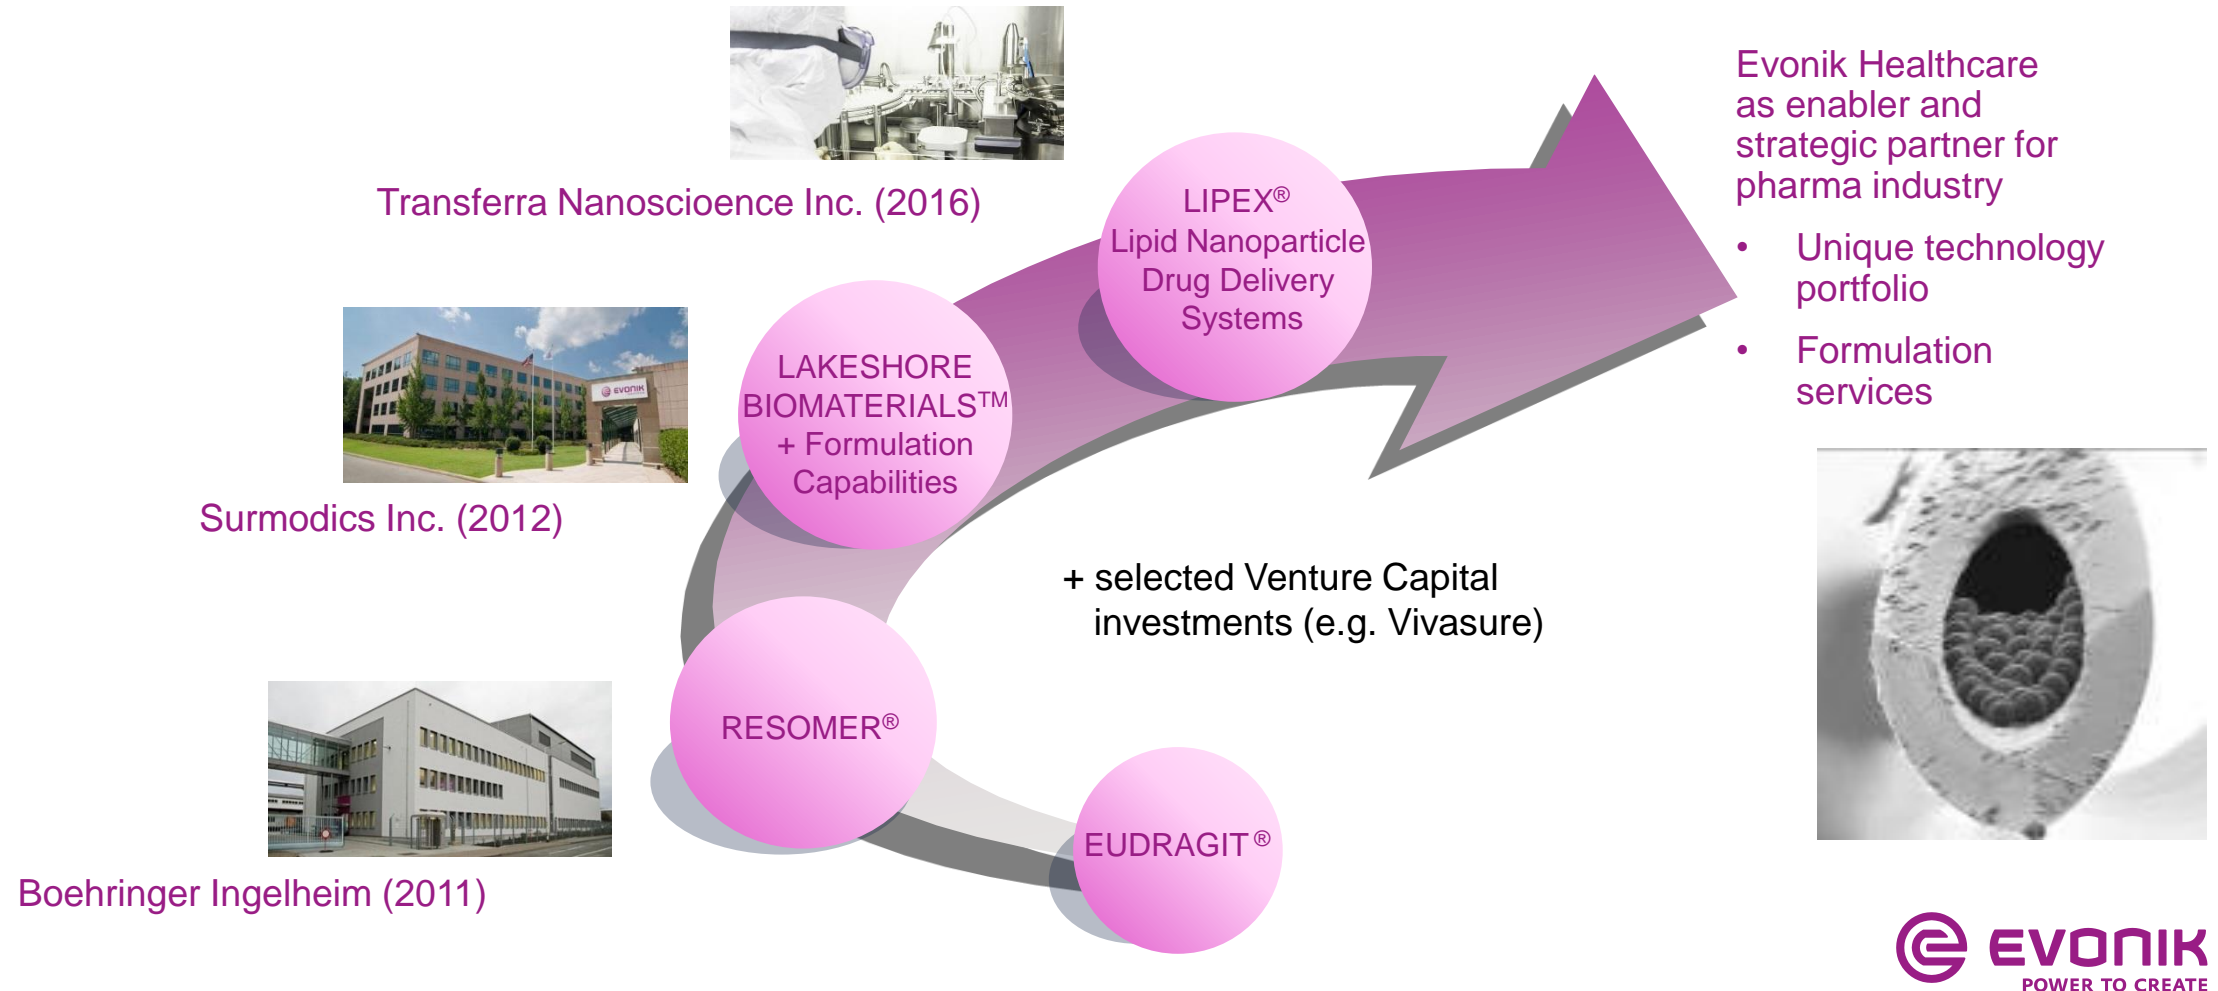 Transferra Nanoscioence Inc. (2016)
LIPEX®
Lipid Nanoparticle
Drug Delivery
Systems
Evonik Healthcare
as enabler and
strategic partner for
pharma industry
• Unique technology
portfolio
• Formulation
services
EVONIK
Surmodics Inc. (2012)
LAKESHORE
BIOMATERIALS™
+ Formulation
Capabilities
+ selected Venture Capital
investments (e.g. Vivasure)
RESOMER®
Boehringer Ingelheim (2011)
EUDRAGIT®
EVONIK
POWER TO CREATE